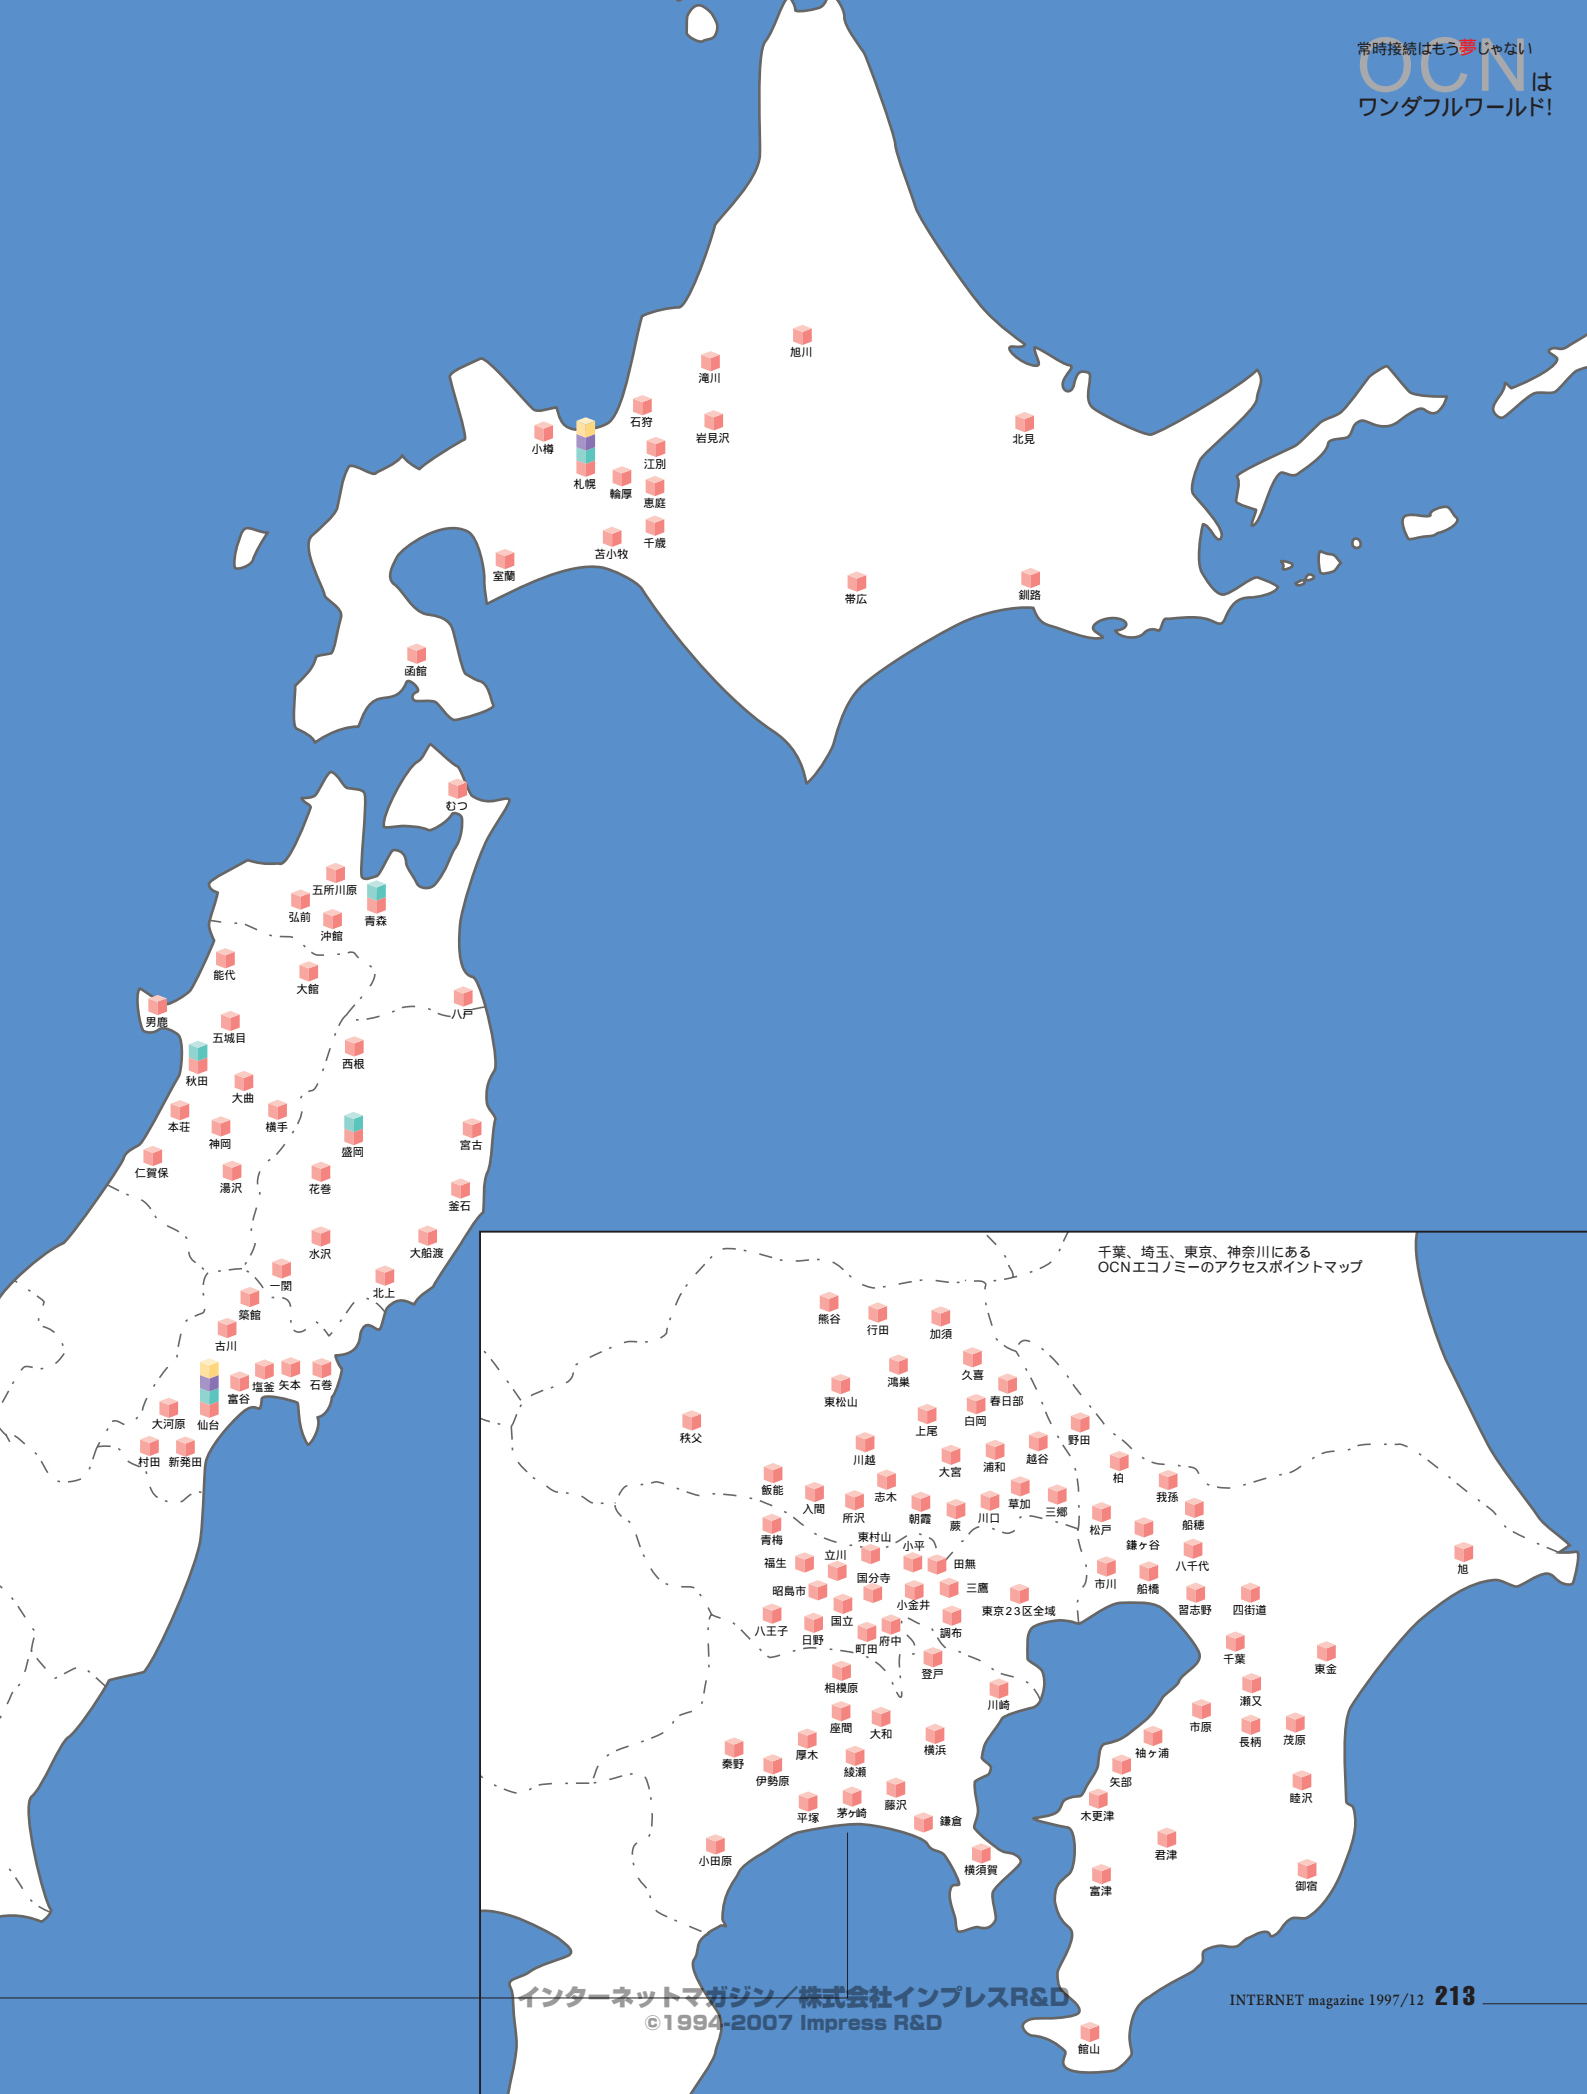 常時接続はもう夢じゃない
OCNは
ワンダフルワールド!
旭川
滝川
石狩
岩見沢
北見
小樽
江別
札幌
輪厚
恵庭
千歳
苫小牧
室蘭
帯広
釧路
函館
むつ
五所川原
弘前
青森
沖館
能代
大館
八戸
男鹿
五城目
西根
秋田
大曲
本荘
横手
神岡
盛岡
宮古
仁賀保
湯沢
花巻
釜石
水沢
大船渡
一関
北上
築館
古川
富谷
塩釜
矢本
石巻
大河原
仙台
村田
新発田
千葉、埼玉、東京、神奈川にある
OCNエコノミーのアクセスポイントマップ
熊谷
行田
加須
鴻巣
久喜
東松山
春日部
白岡
秩父
上尾
野田
川越
大宮
浦和
越谷
柏
飯能
入間
志木
我孫
所沢
朝霞
蕨
川口
草加
三郷
松戸
船穂
青梅
東村山
小平
鎌ヶ谷
福生
立川
田無
八千代
旭
昭島市
国分寺
三鷹
市川
船橋
小金井
国立
東京23区全域
習志野
四街道
八王子
日野
町田
府中
調布
千葉
東金
登戸
相模原
川崎
瀬又
座間
大和
市原
長柄
茂原
横浜
秦野
厚木
袖ヶ浦
綾瀬
伊勢原
矢部
睦沢
平塚
茅ヶ崎
藤沢
鎌倉
木更津
小田原
横須賀
君津
富津
御宿
館山
インターネットマガジン／株式会社インプレスR&D
©1994-2007 Impress R&D
INTERNET magazine 1997/12 213